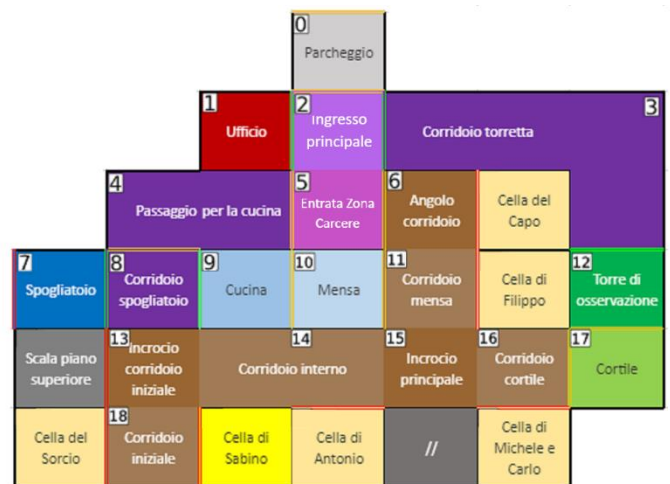 0
Parcheggio
1
Ufficio
2
Ingresso
principale
Corridoio torretta
3
4
Passaggio per la cucina
5
Entrata Zona
Carcere
6
Angolo
corridoio
Cella del
Capo
7
Spogliatoio
8
Corridoio
spogliatoio
9
Cucina
10
Mensa
11
Corridoio
mensa
Cella di
Filippo
12
Torre di
osservazione
Scala piano
superiore
13
Incrocio
corridoio
iniziale
14
Corridoio interno
15
Incrocio
principale
16
Corridoio
cortile
17
Cortile
Cella del
Sorcio
18
Corridoio
iniziale
Cella di
Sabino
Cella di
Antonio
//
Cella di
Michele e
Carlo